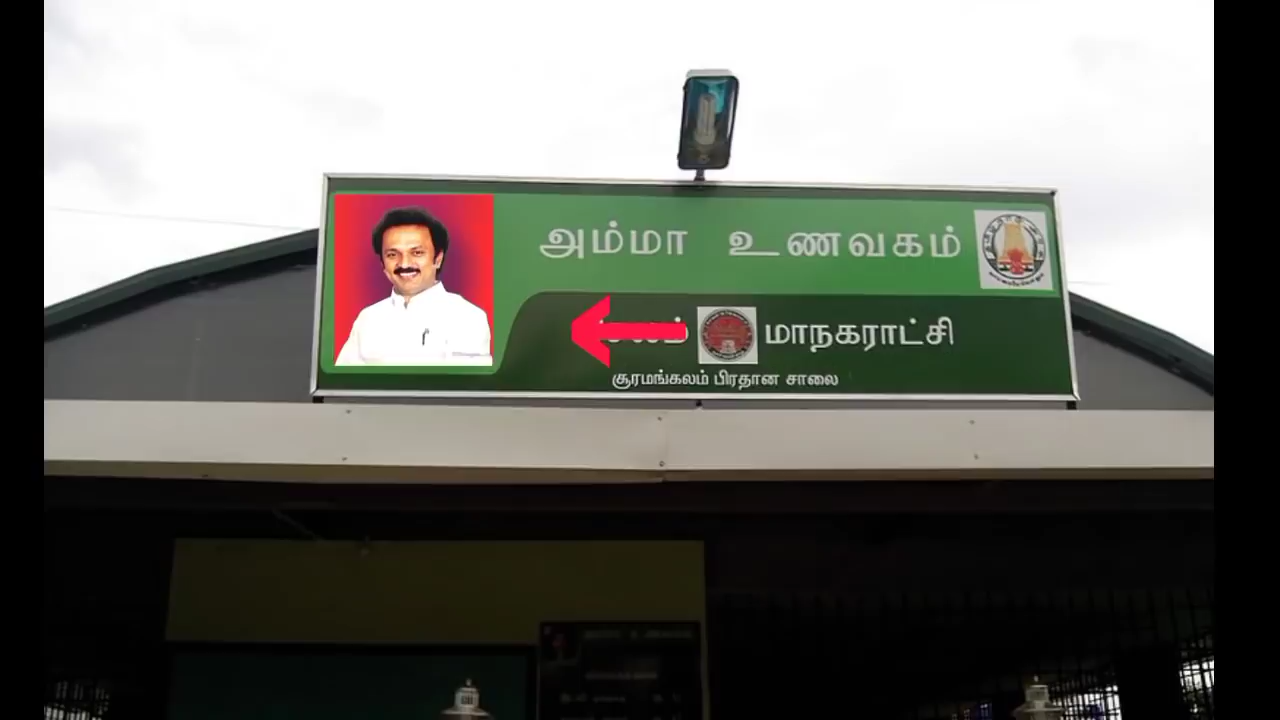 அம்மா உணவகம்
மாநகராட்சி
சூரமங்கலம் பிரதான சாலை